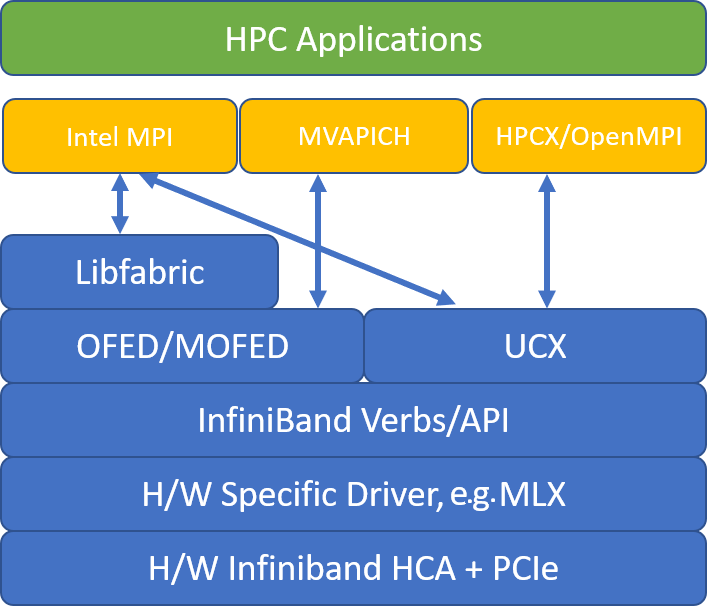 HPC Applications
Intel MPI
MVAPICH
HPCX/OpenMPI
Libfabric
OFED/MOFED
UCX
InfiniBand Verbs/API
H/W Specific Driver, e.g. MLX
H/W Infiniband HCA + PCIe